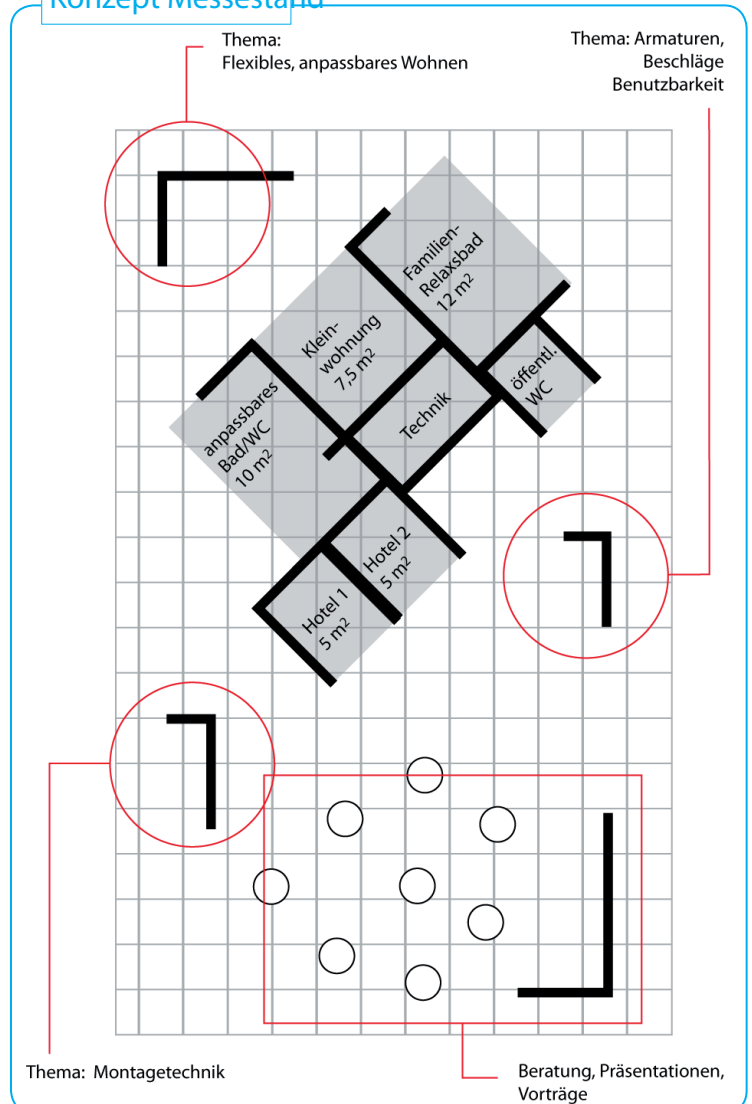 Konzept Messestand
Thema:
Flexibles, anpassbares Wohnen
Thema: Armaturen,
Beschläge
Benutzbarkeit
Familien-
Relaxsbad
12 m²
Klein-
wohnung
7,5 m²
öffentl.
WC
Technik
anpassbares
Bad/WC
10 m²
Hotel 2
5 m²
Hotel 1
5 m²
Thema: Montagetechnik
Beratung, Präsentationen,
Vorträge